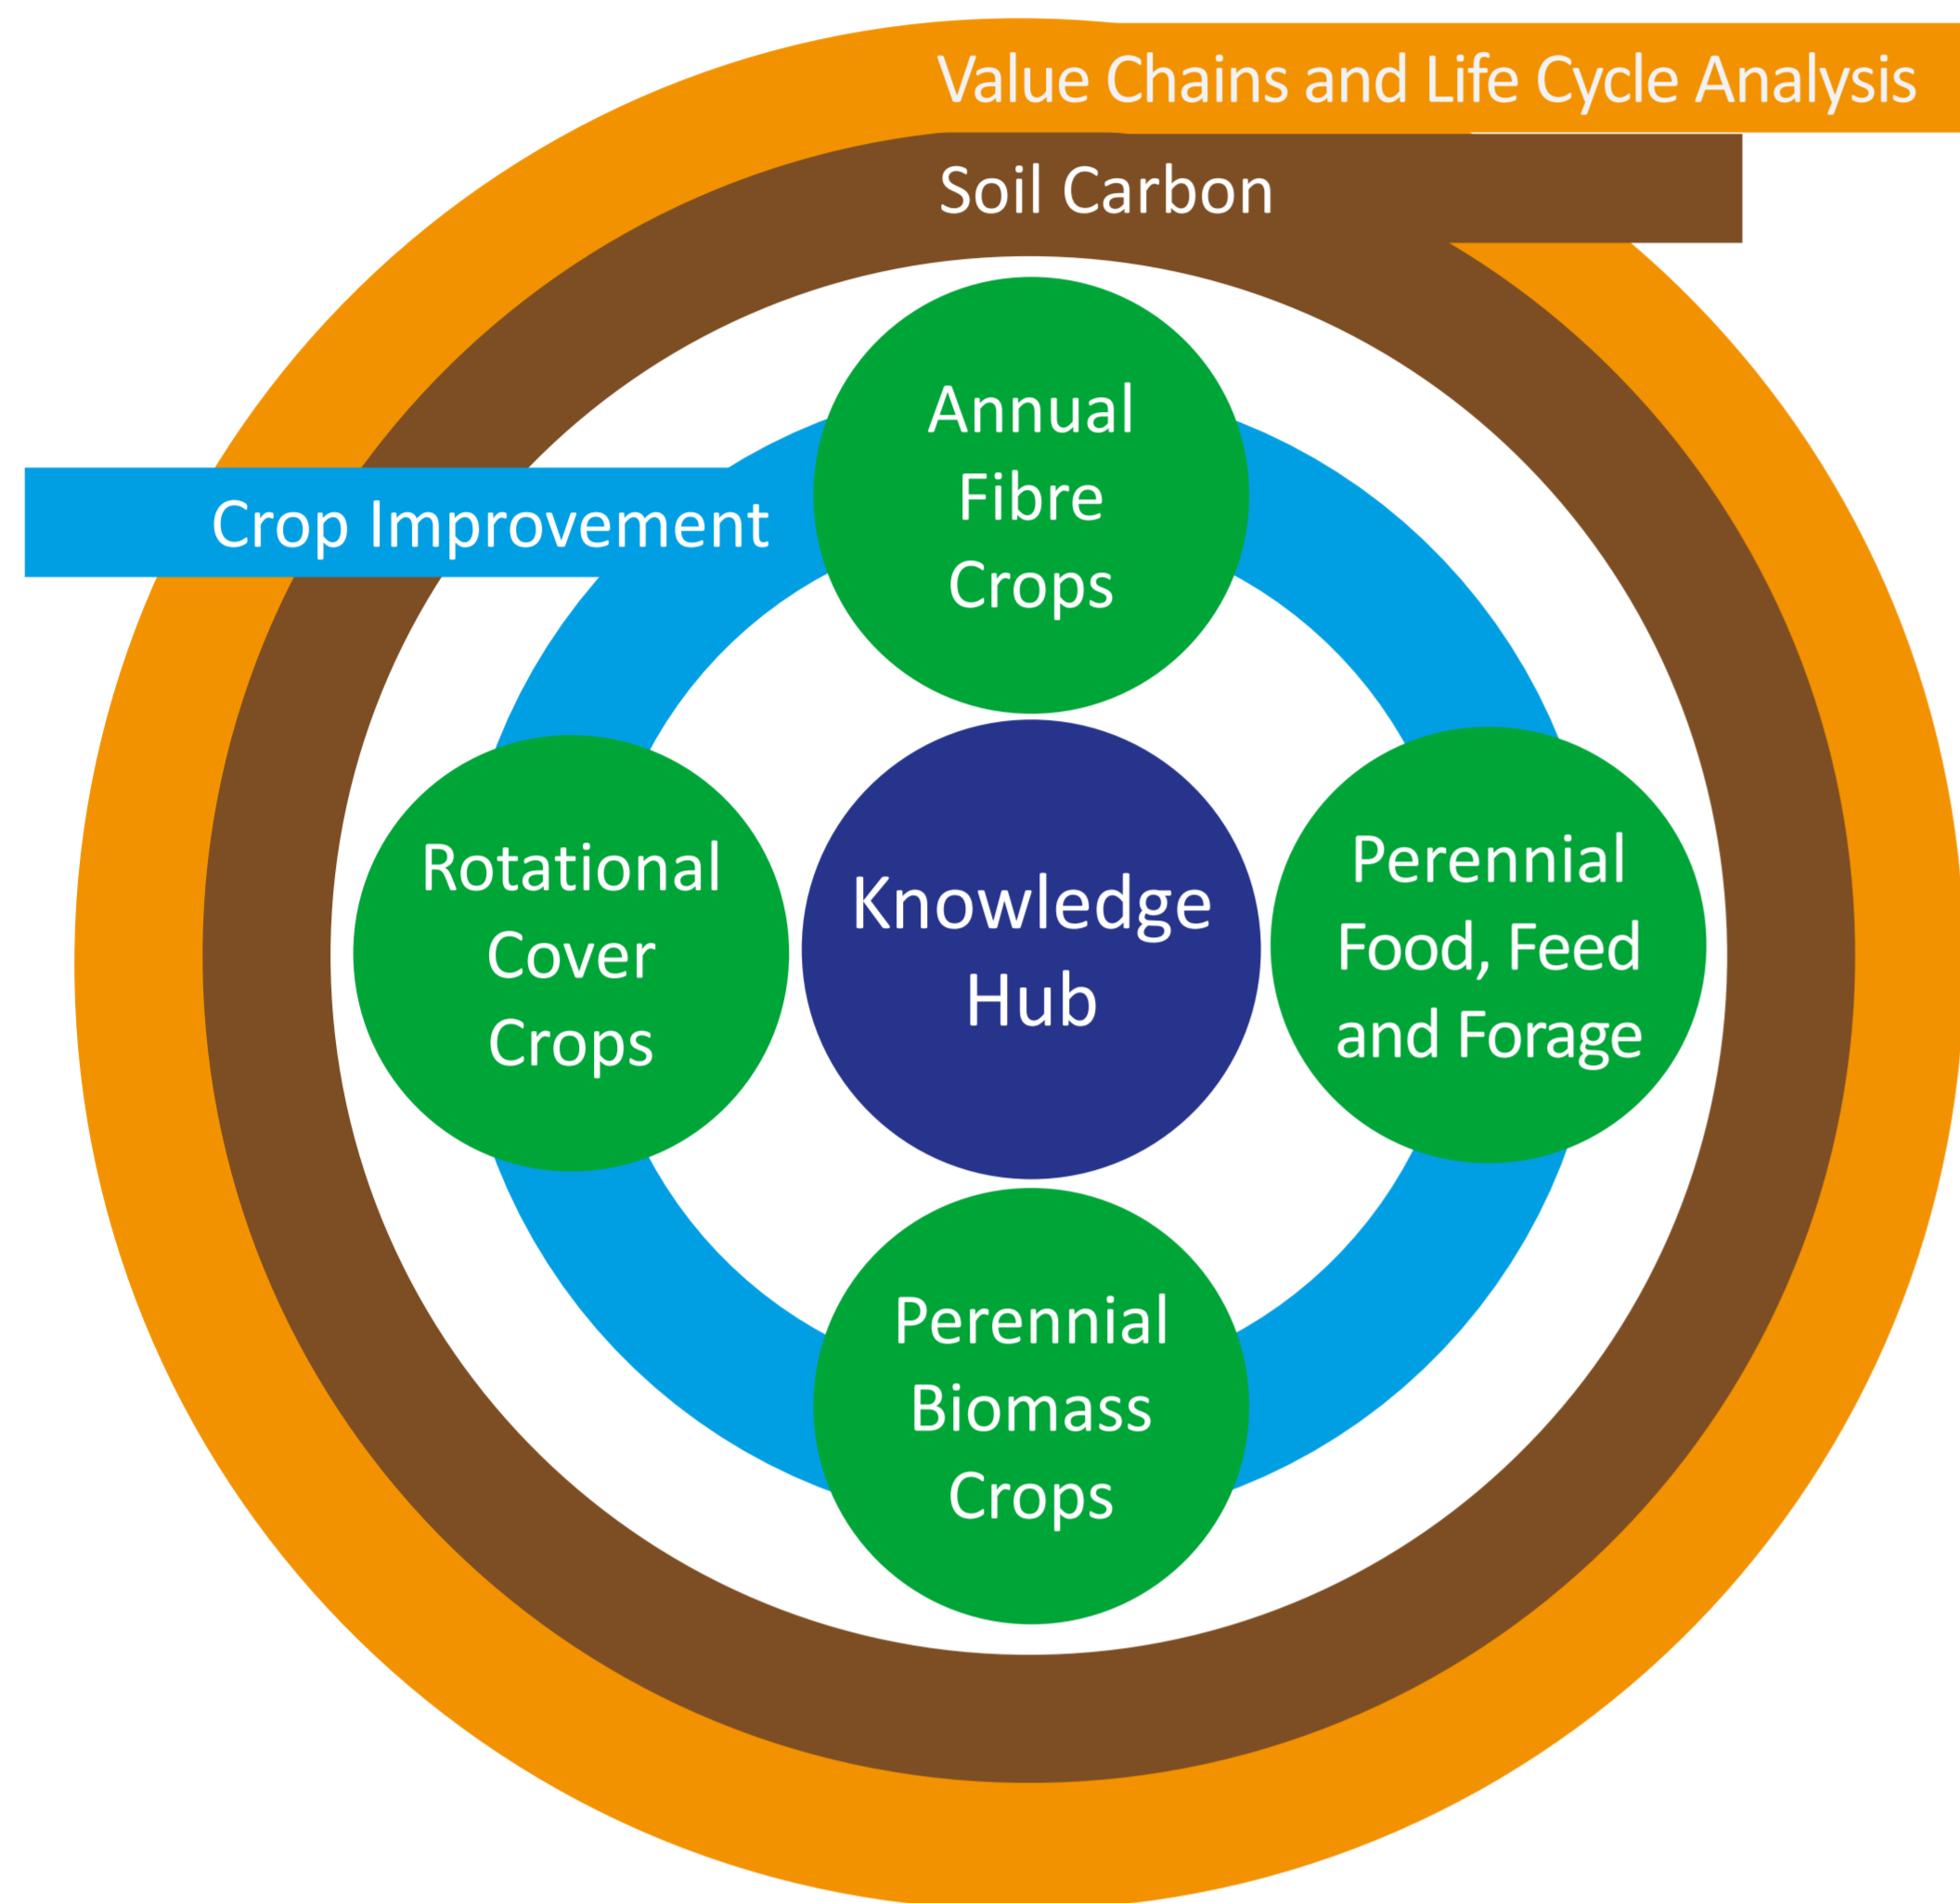 Value Chains and Life Cycle Analysis
Soil Carbon
Annual
Fibre
Crops
Crop Improvement
Rotational
Cover
Crops
Knowledge
Hub
Perennial
Food, Feed
and Forage
Perennial
Biomass
Crops